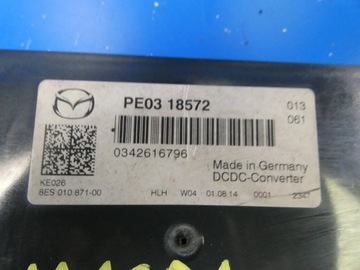 PE03 18572
013
061
0342616796
Made in Germany
DCDC-Converter
KE026
8ES 010 871-00
HLH W04 01.08.14 0001 2347